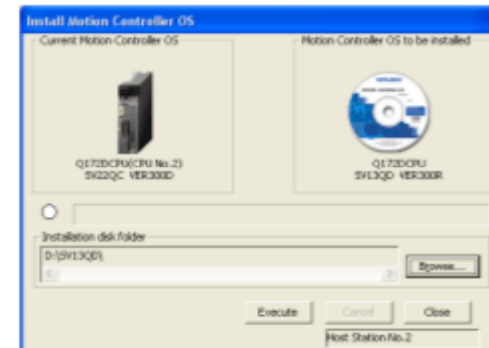 Install Motion Controller OS
Current Motion Controller OS
Motion Controller OS to be installed
Q172DCPU(CPU No.2)
SV22QC VER300D
Q172DCPU
SV13QD VER300R
Installation disk folder
D:\SV13QD\
Browse...
Execute
Cancel
Close
Host Station No.2